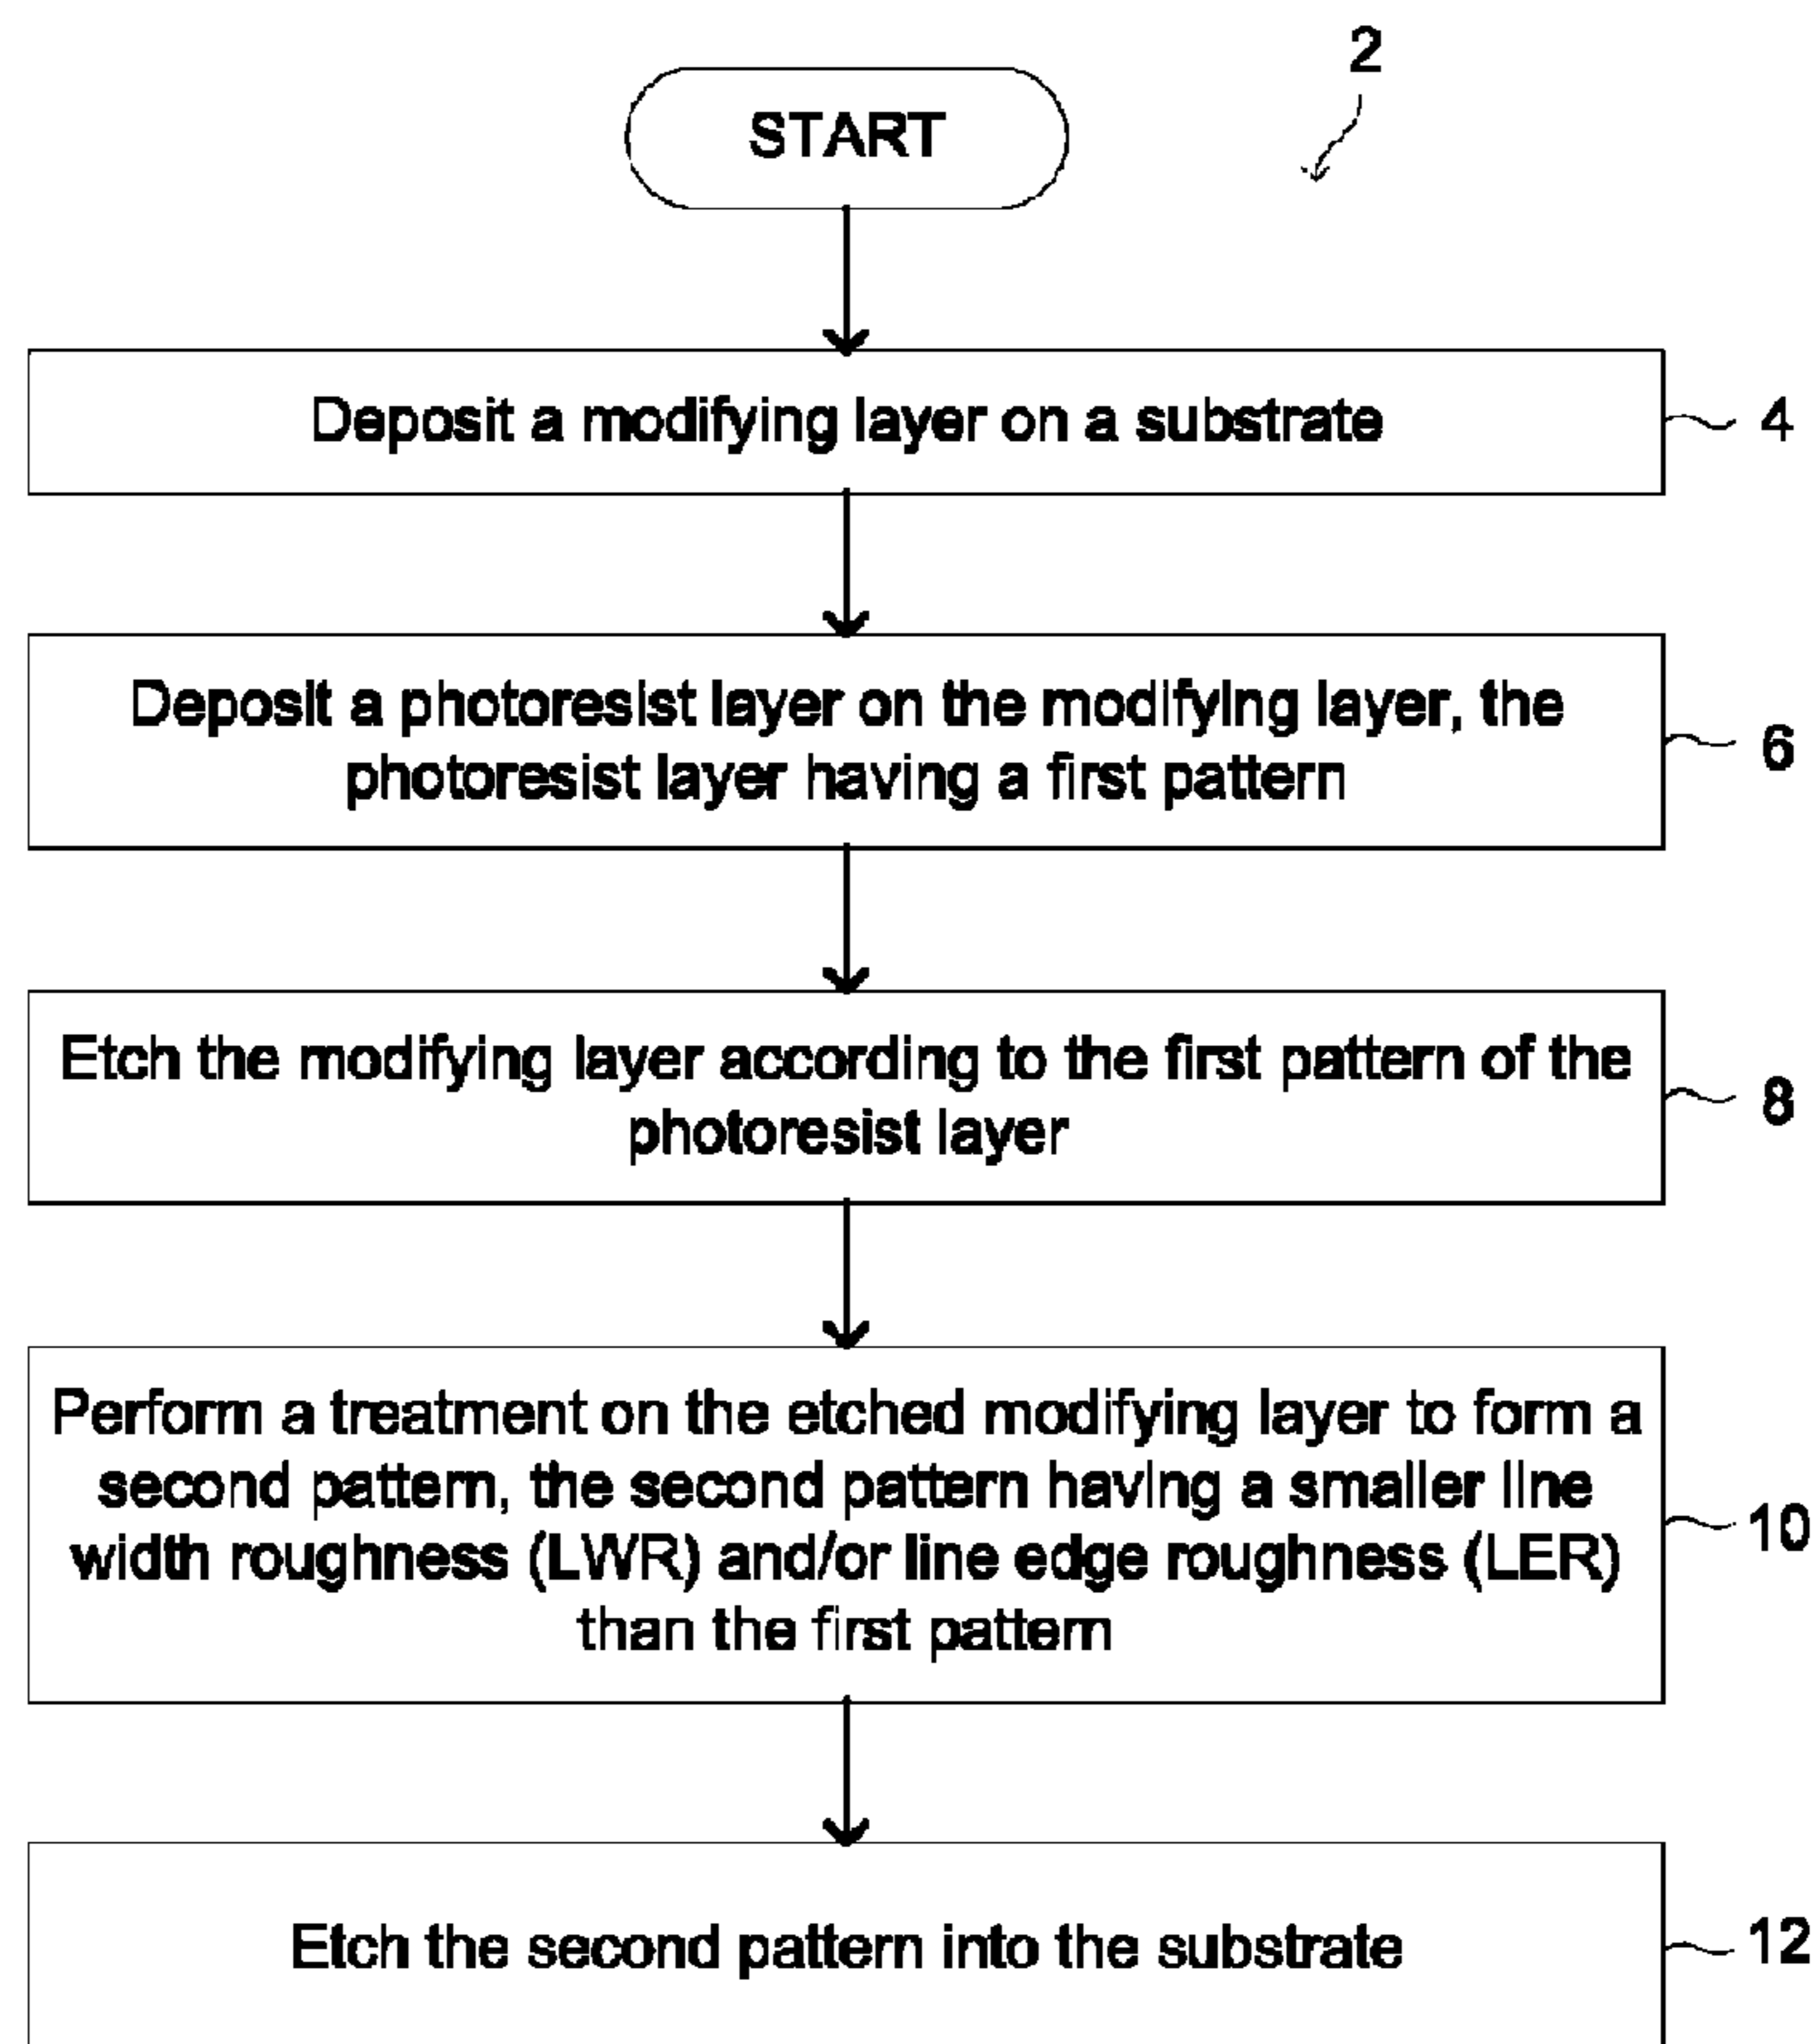 2
START
Deposit a modifying layer on a substrate
4
Deposit a photoresist layer on the modifying layer, the
photoresist layer having a first pattern
6
Etch the modifying layer according to the first pattern of the
photoresist layer
8
Perform a treatment on the etched modifying layer to form a
second pattern, the second pattern having a smaller line
width roughness (LWR) and/or line edge roughness (LER)
than the first pattern
10
Etch the second pattern into the substrate
12